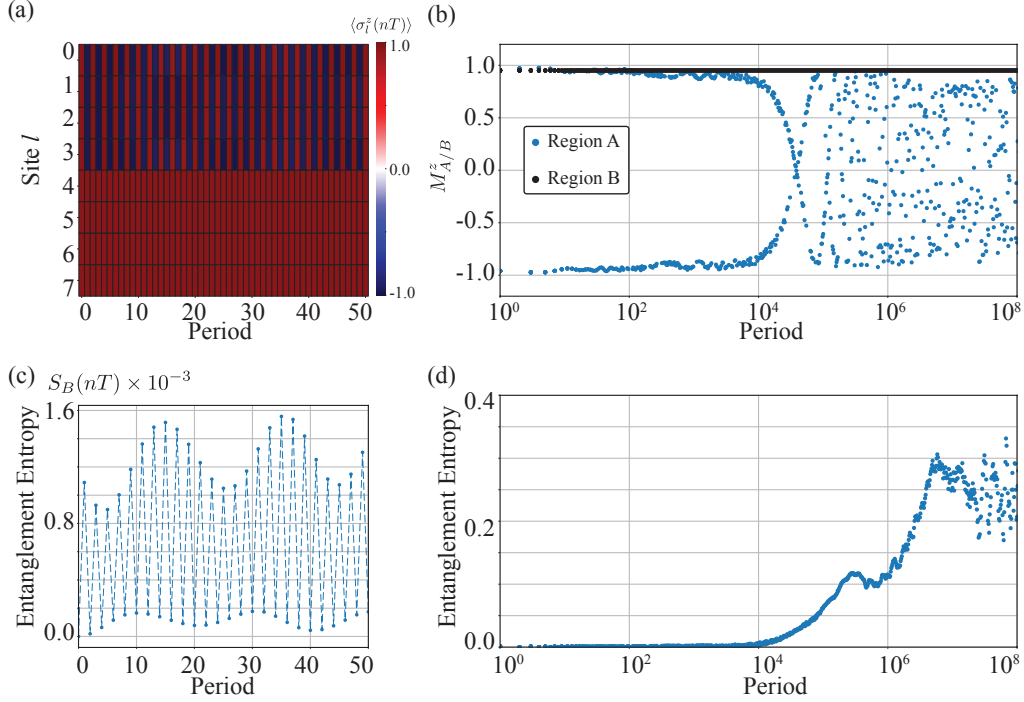 (a)
⟨σ_l^z(nT)⟩
Site l
0
1
2
3
4
5
6
7
0 10 20 30 40 50
Period
1.0
0.0
-1.0
(b)
M^z_{A/B}
1.0
0.5
0.0
-0.5
-1.0
Region A
Region B
10^0 10^2 10^4 10^6 10^8
Period
(c)
S_B(nT) × 10^{-3}
Entanglement Entropy
1.6
0.8
0.0
0 10 20 30 40 50
Period
(d)
Entanglement Entropy
0.4
0.2
0.0
10^0 10^2 10^4 10^6 10^8
Period